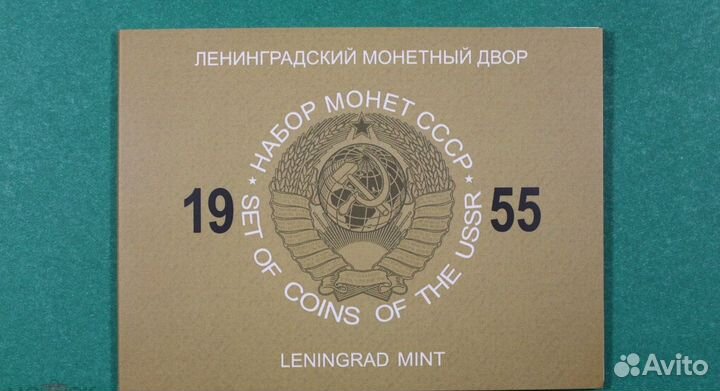 ЛЕНИНГРАДСКИЙ МОНЕТНЫЙ ДВОР
НАБОР МОНЕТ СССР
19 55
SET OF COINS OF THE USSR
LENINGRAD MINT
Avito